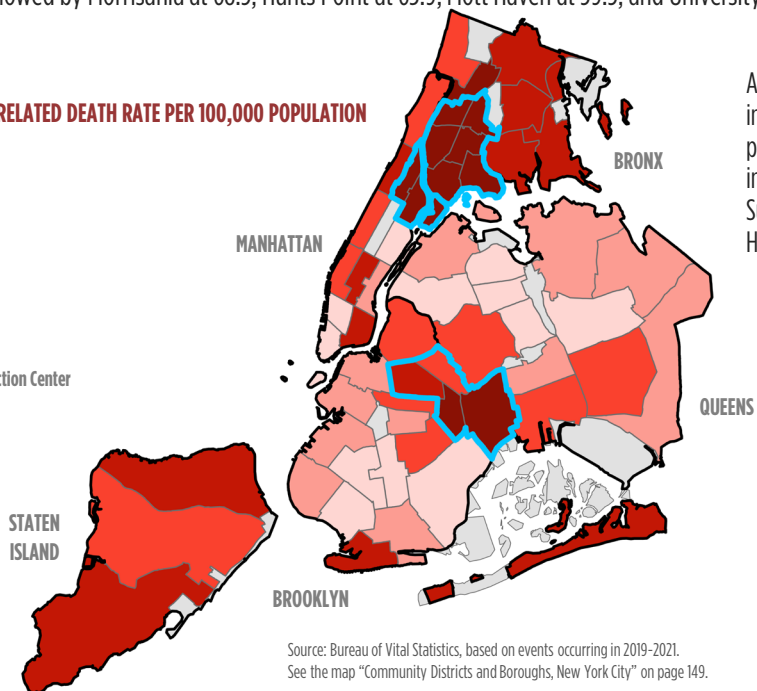 lowed by Morrisania at 66.5, Hunts Point at 65.9, Mott Haven at 59.5, and University
RELATED DEATH RATE PER 100,000 POPULATION
BRONX
MANHATTAN
ction Center
QUEENS
STATEN
ISLAND
BROOKLYN
Source: Bureau of Vital Statistics, based on events occurring in 2019-2021.
See the map “Community Districts and Boroughs, New York City” on page 149.